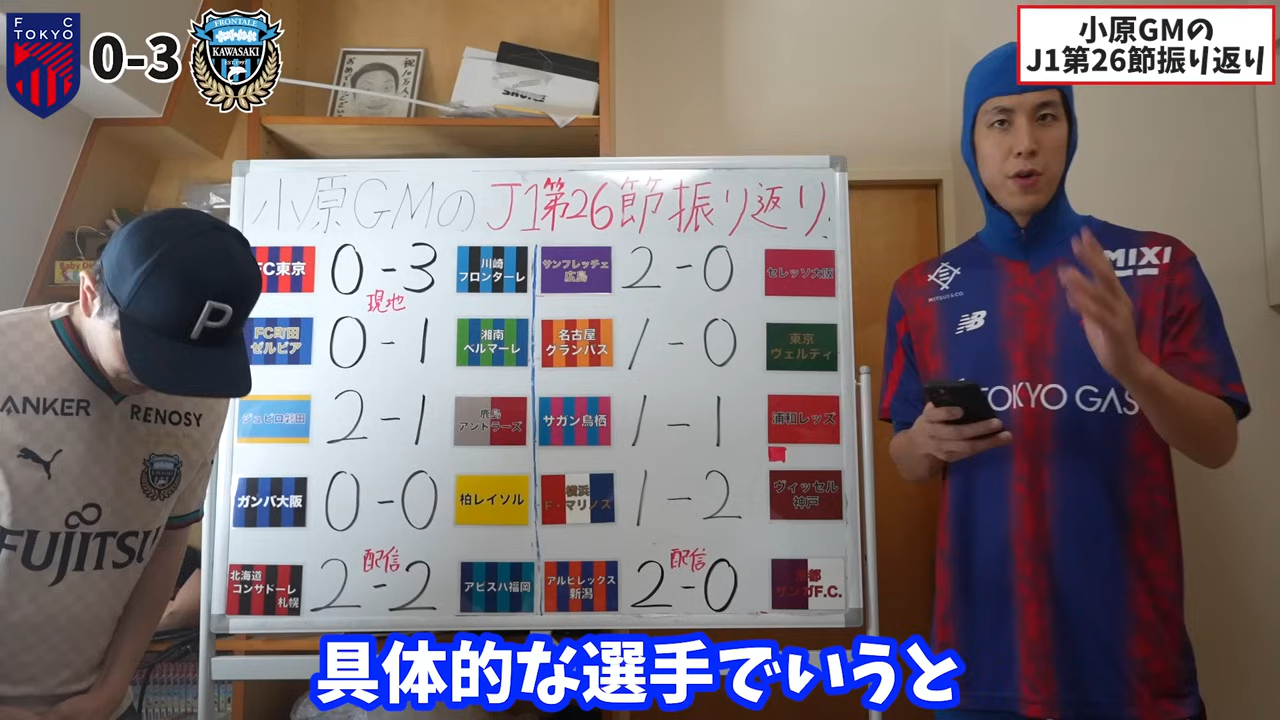 FC TOKYO
0-3
FRONTALE
KAWASAKI
小原GMの
J1第26節振り返り
小原GMのJ1第26節振り返り
FC東京 0-3 川崎フロンターレ
現地
FC町田ゼルビア 0-1 湘南ベルマーレ
ジュビロ磐田 2-1 鹿島アントラーズ
ガンバ大阪 0-0 柏レイソル
配信
北海道コンサドーレ札幌 2-2 アビスパ福岡
サンフレッチェ広島 2-0 セレッソ大阪
名古屋グランパス 1-0 東京ヴェルディ
サガン鳥栖 1-1 浦和レッズ
横浜F・マリノス 1-2 ヴィッセル神戸
配信
アルビレックス新潟 2-0 京都サンガF.C.
P
ANKER
RENOSY
FUJITSU
MITSUI&CO.
MIXI
NB
TOKYO GAS
具体的な選手でいうと